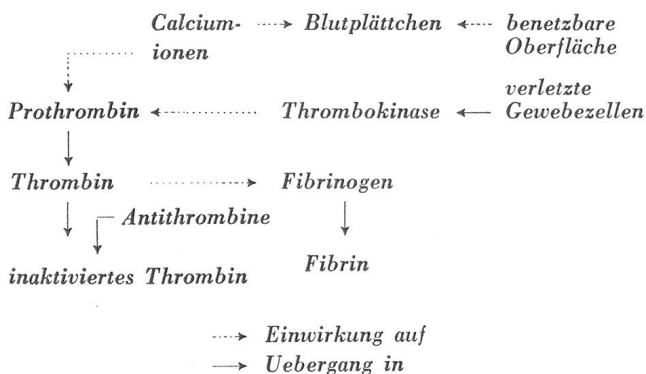 Calcium- Blutplättchen benetzbare
ionen Oberfläche
verletzte
Prothrombin Thrombokinase Gewebezellen
Thrombin Fibrinogen
Antithrombine
Fibrin
inaktiviertes Thrombin
Einwirkung auf
Uebergang in